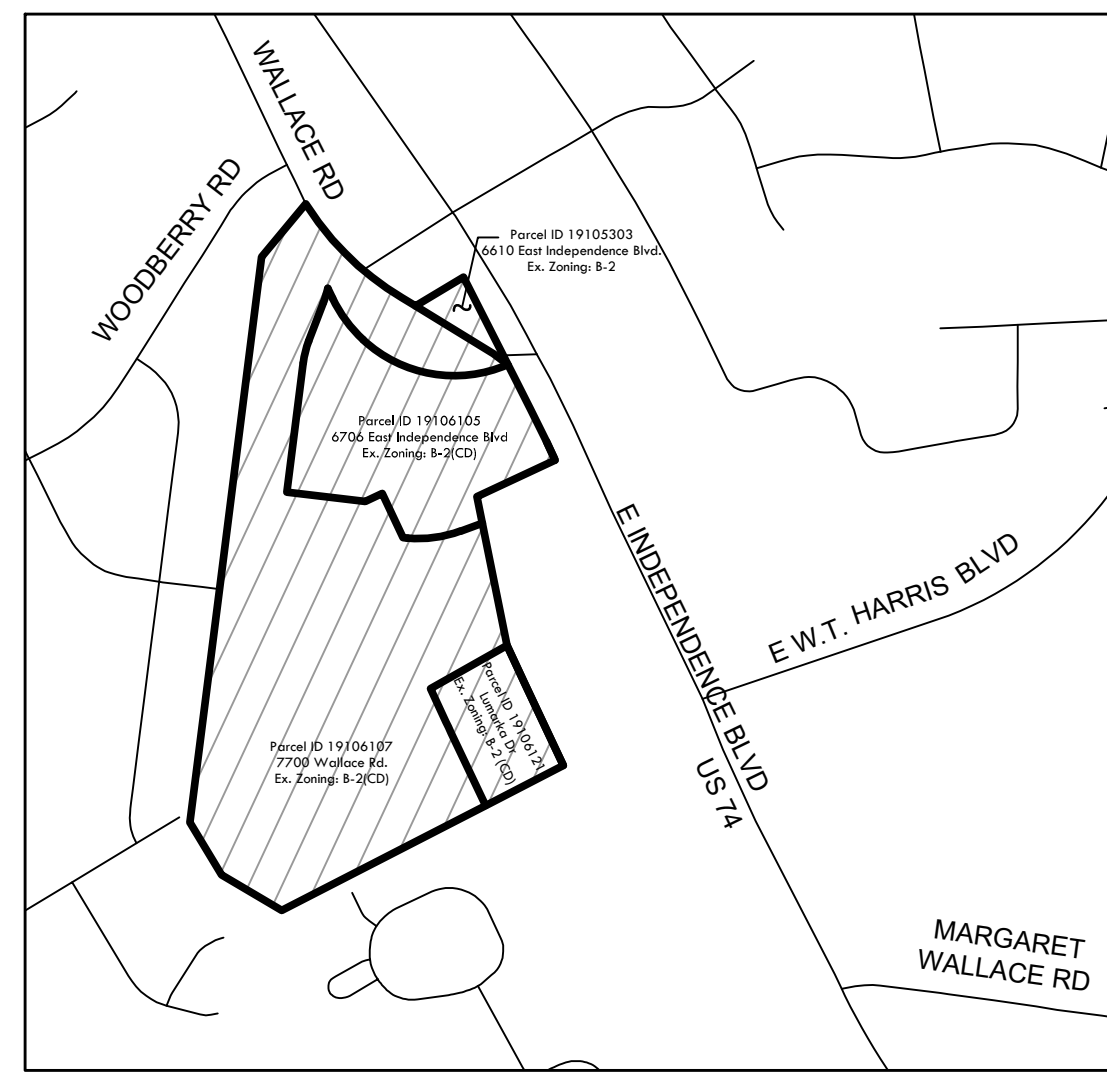 WALLACE RD
WOODBERRY RD
Parcel ID 19105303
6610 East Independence Blvd.
Ex. Zoning: B-2
Parcel ID 19106105
6706 East Independence Blvd
Ex. Zoning: B-2(CD)
E INDEPENDENCE BLVD
US 74
E W.T. HARRIS BLVD
Parcel ID 19106121
Lumarka Dr.
Ex. Zoning: B-2 (CD)
Parcel ID 19106107
7700 Wallace Rd.
Ex. Zoning: B-2(CD)
MARGARET
WALLACE RD